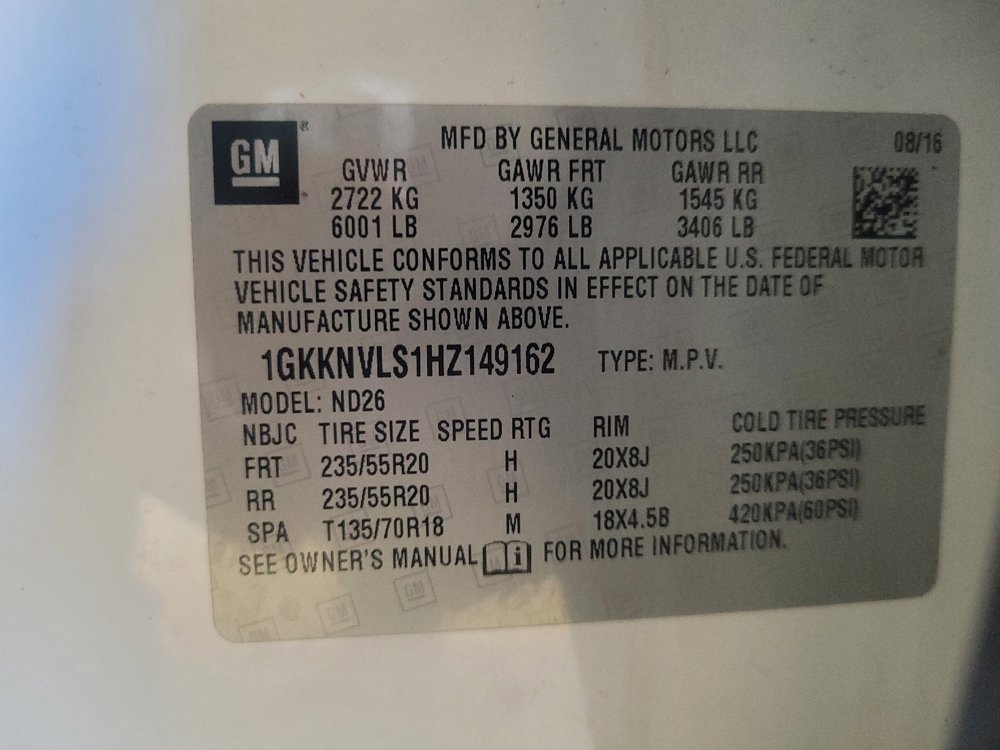 GM
MFD BY GENERAL MOTORS LLC 08/16
GVWR GAWR FRT GAWR RR
2722 KG 1350 KG 1545 KG
6001 LB 2976 LB 3406 LB
THIS VEHICLE CONFORMS TO ALL APPLICABLE U.S. FEDERAL MOTOR
VEHICLE SAFETY STANDARDS IN EFFECT ON THE DATE OF
MANUFACTURE SHOWN ABOVE.
1GKKNVLS1HZ149162 TYPE: M.P.V.
MODEL: ND26
NBJC TIRE SIZE SPEED RTG RIM COLD TIRE PRESSURE
FRT 235/55R20 H 20X8J 250KPA(36PSI)
RR 235/55R20 H 20X8J 250KPA(36PSI)
SPA T135/70R18 M 18X4.5B 420KPA(60PSI)
SEE OWNER'S MANUAL i FOR MORE INFORMATION.